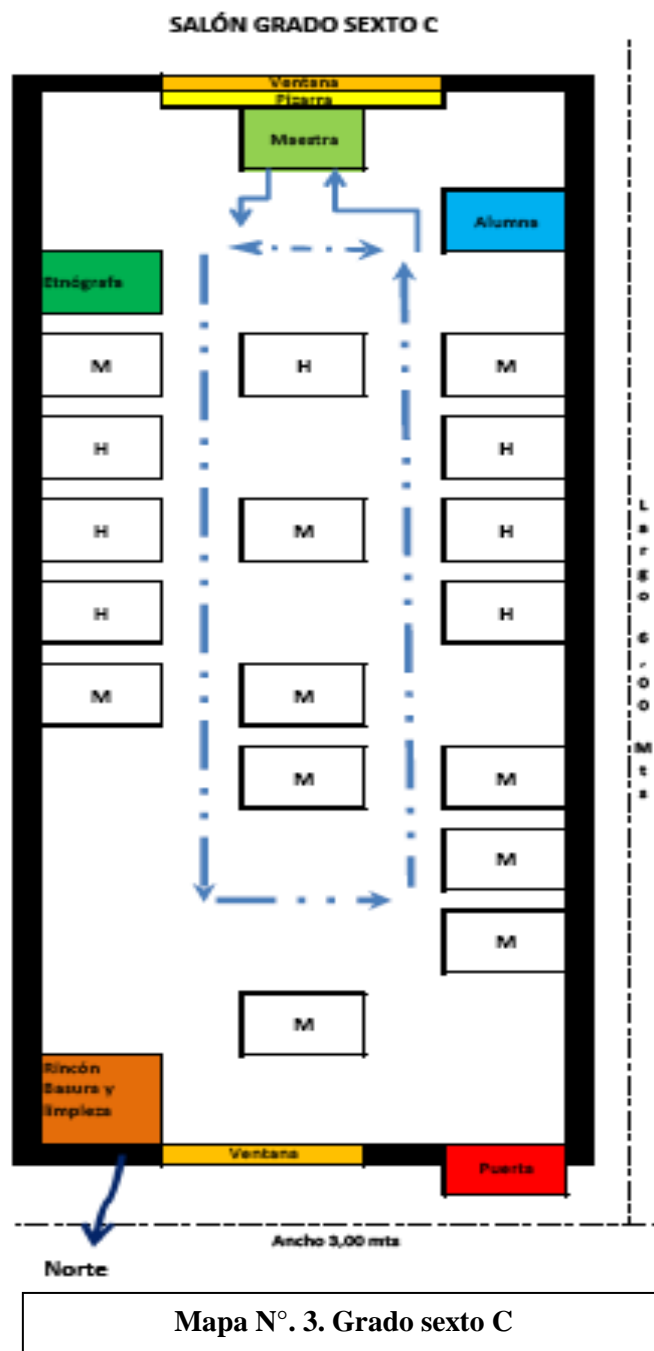 SALÓN GRADO SEXTO C
Ventana
Pizarra
Maestra
Alumna
Etnógrafa
M H M
H H
H M H
H H
M M
M M
M
M
M
Rincón
Basura y
limpieza
Ventana
Puerta
Largo 6,00 Mts
Ancho 3,00 mts
Norte
Mapa N°. 3. Grado sexto C